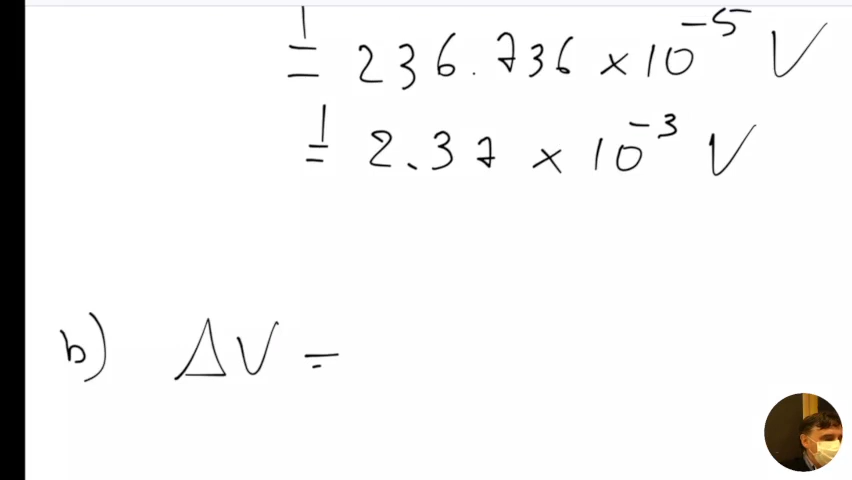 = 236.736 × 10⁻⁵ V
= 2.37 × 10⁻³ V
b) ΔV =